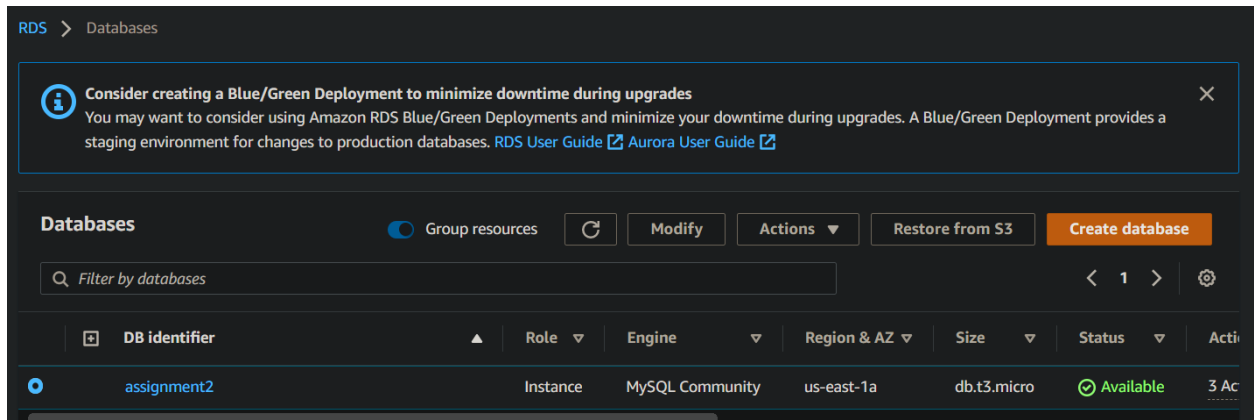 RDS > Databases
Consider creating a Blue/Green Deployment to minimize downtime during upgrades
You may want to consider using Amazon RDS Blue/Green Deployments and minimize your downtime during upgrades. A Blue/Green Deployment provides a
staging environment for changes to production databases. RDS User Guide Aurora User Guide
Databases Group resources Modify Actions Restore from S3 Create database
Filter by databases 1
DB identifier Role Engine Region & AZ Size Status
assignment2 Instance MySQL Community us-east-1a db.t3.micro Available 3